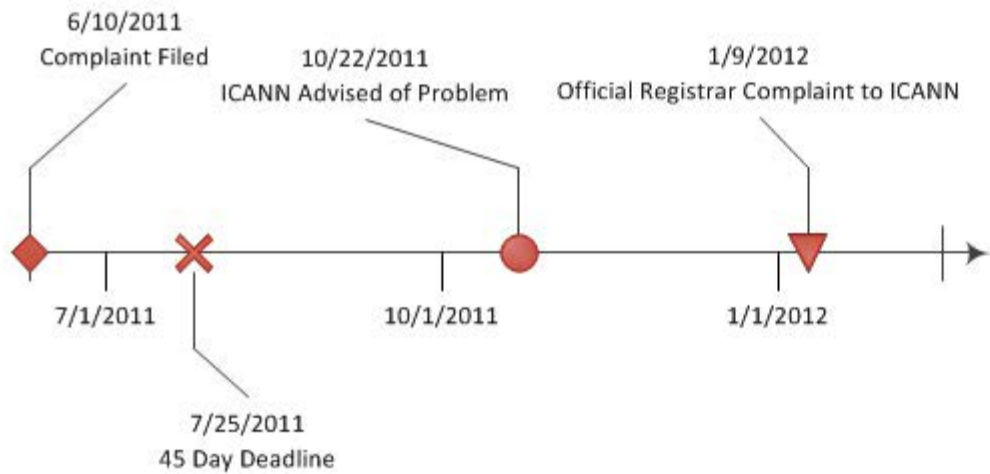 6/10/2011
Complaint Filed
10/22/2011
ICANN Advised of Problem
1/9/2012
Official Registrar Complaint to ICANN
7/1/2011
10/1/2011
1/1/2012
7/25/2011
45 Day Deadline